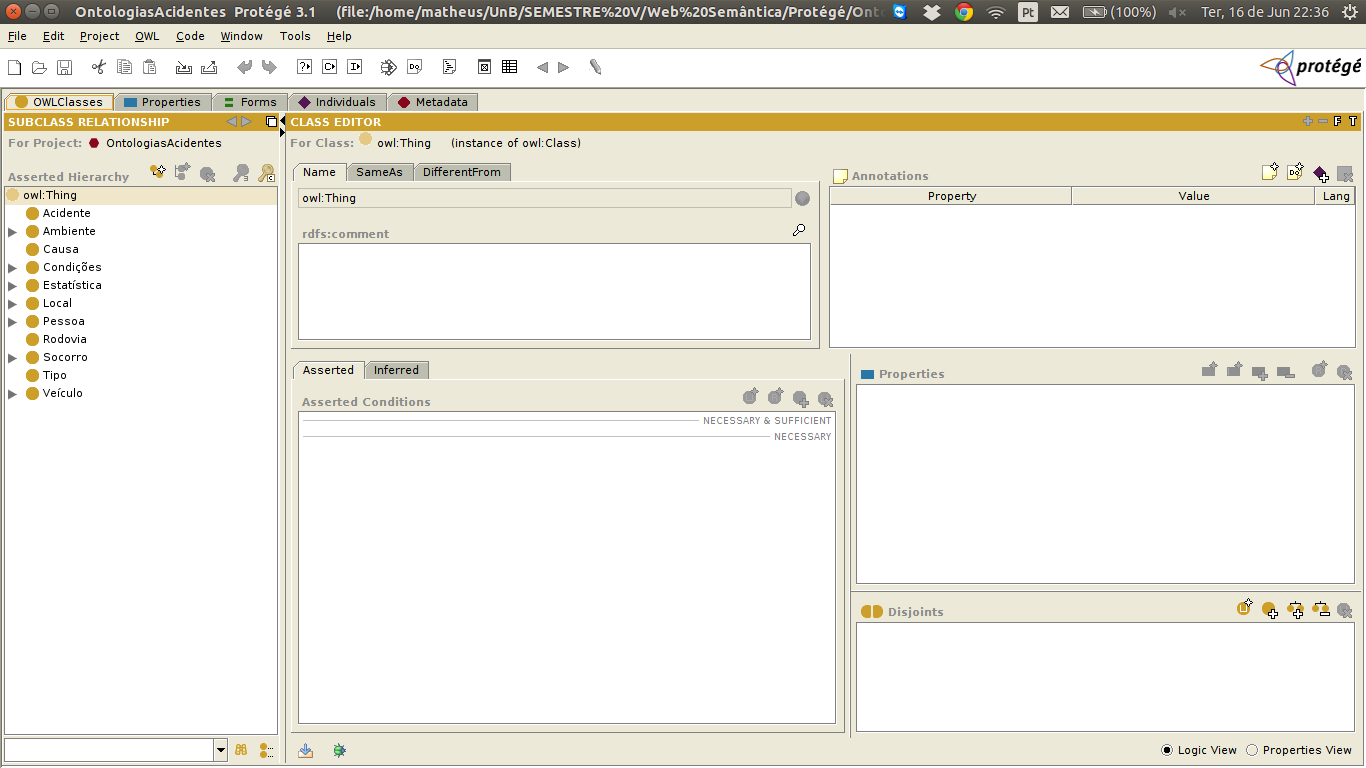 OntologiasAcidentes Protégé 3.1 (file:/home/matheus/UnB/SEMESTRE%20V/Web%20Semântica/Protégé/Onto
Pt (100%) Ter, 16 de Jun 22:36
File Edit Project OWL Code Window Tools Help
protégé
OWLClasses Properties Forms Individuals Metadata
SUBCLASS RELATIONSHIP
For Project: OntologiasAcidentes
Asserted Hierarchy
owl:Thing
Acidente
Ambiente
Causa
Condições
Estatística
Local
Pessoa
Rodovia
Socorro
Tipo
Veículo
CLASS EDITOR
F T
For Class: owl:Thing (instance of owl:Class)
Name SameAs DifferentFrom
owl:Thing
rdfs:comment
Annotations
Property Value Lang
Asserted Inferred
Asserted Conditions
NECESSARY & SUFFICIENT
NECESSARY
Properties
Disjoints
Logic View Properties View